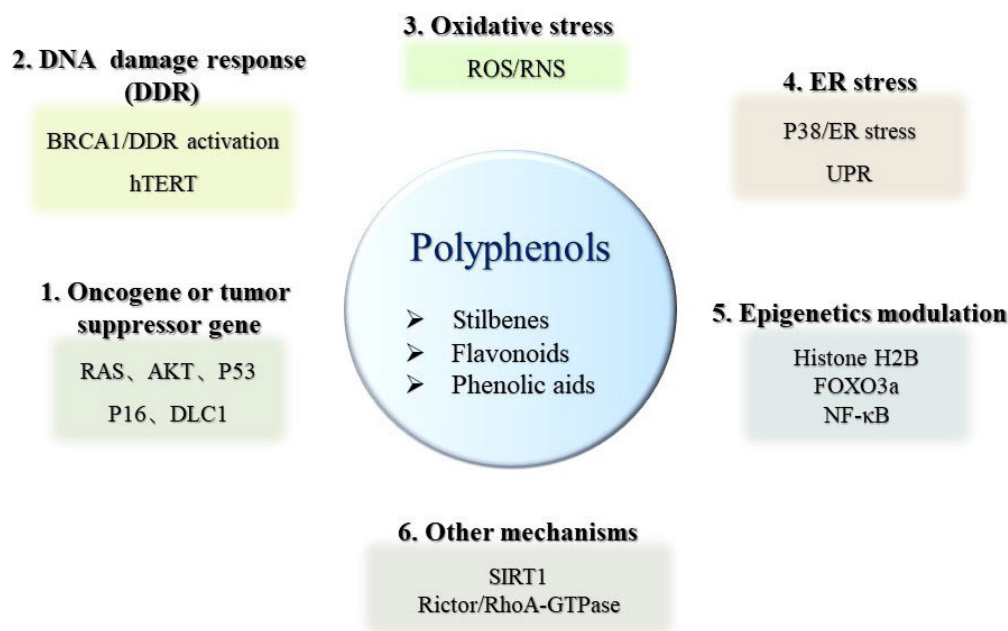 3. Oxidative stress
ROS/RNS
2. DNA damage response
(DDR)
BRCA1/DDR activation
hTERT
4. ER stress
P38/ER stress
UPR
Polyphenols
➢ Stilbenes
➢ Flavonoids
➢ Phenolic aids
1. Oncogene or tumor
suppressor gene
RAS、AKT、P53
P16、DLC1
5. Epigenetics modulation
Histone H2B
FOXO3a
NF-κB
6. Other mechanisms
SIRT1
Rictor/RhoA-GTPase